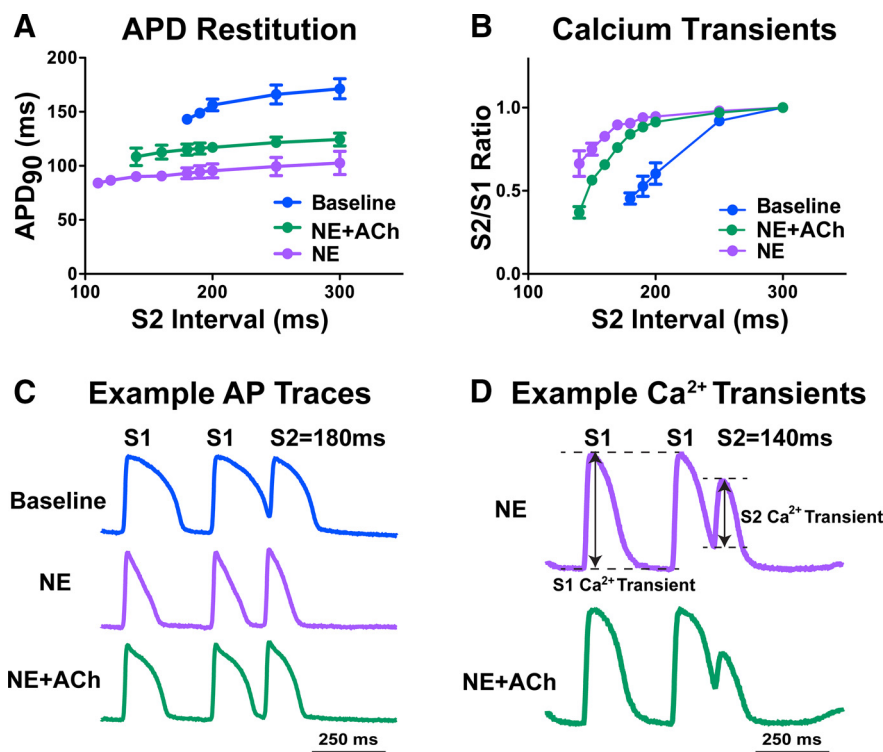 A APD Restitution
200
150
100
50
0
APD90 (ms)
Baseline
NE+ACh
NE
100 200 300
S2 Interval (ms)
B Calcium Transients
1.0
0.5
0.0
S2/S1 Ratio
Baseline
NE+ACh
NE
100 200 300
S2 Interval (ms)
C Example AP Traces
S1 S1 S2=180ms
Baseline
NE
NE+ACh
250 ms
D Example Ca²⁺ Transients
S1 S1 S2=140ms
NE
S2 Ca²⁺ Transient
S1 Ca²⁺ Transient
NE+ACh
250 ms